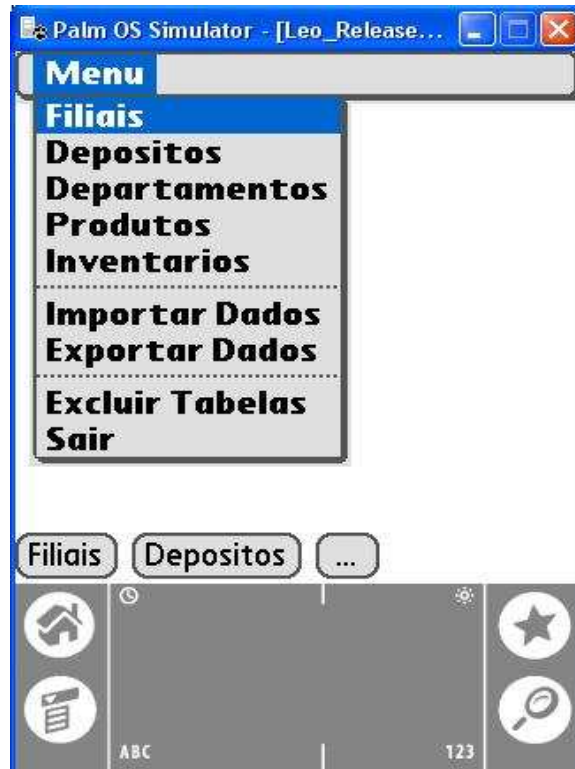 Palm OS Simulator - [Leo_Release...
Menu
Filiais
Depositos
Departamentos
Produtos
Inventarios
Importar Dados
Exportar Dados
Excluir Tabelas
Sair
Filiais Depositos ...
ABC 123